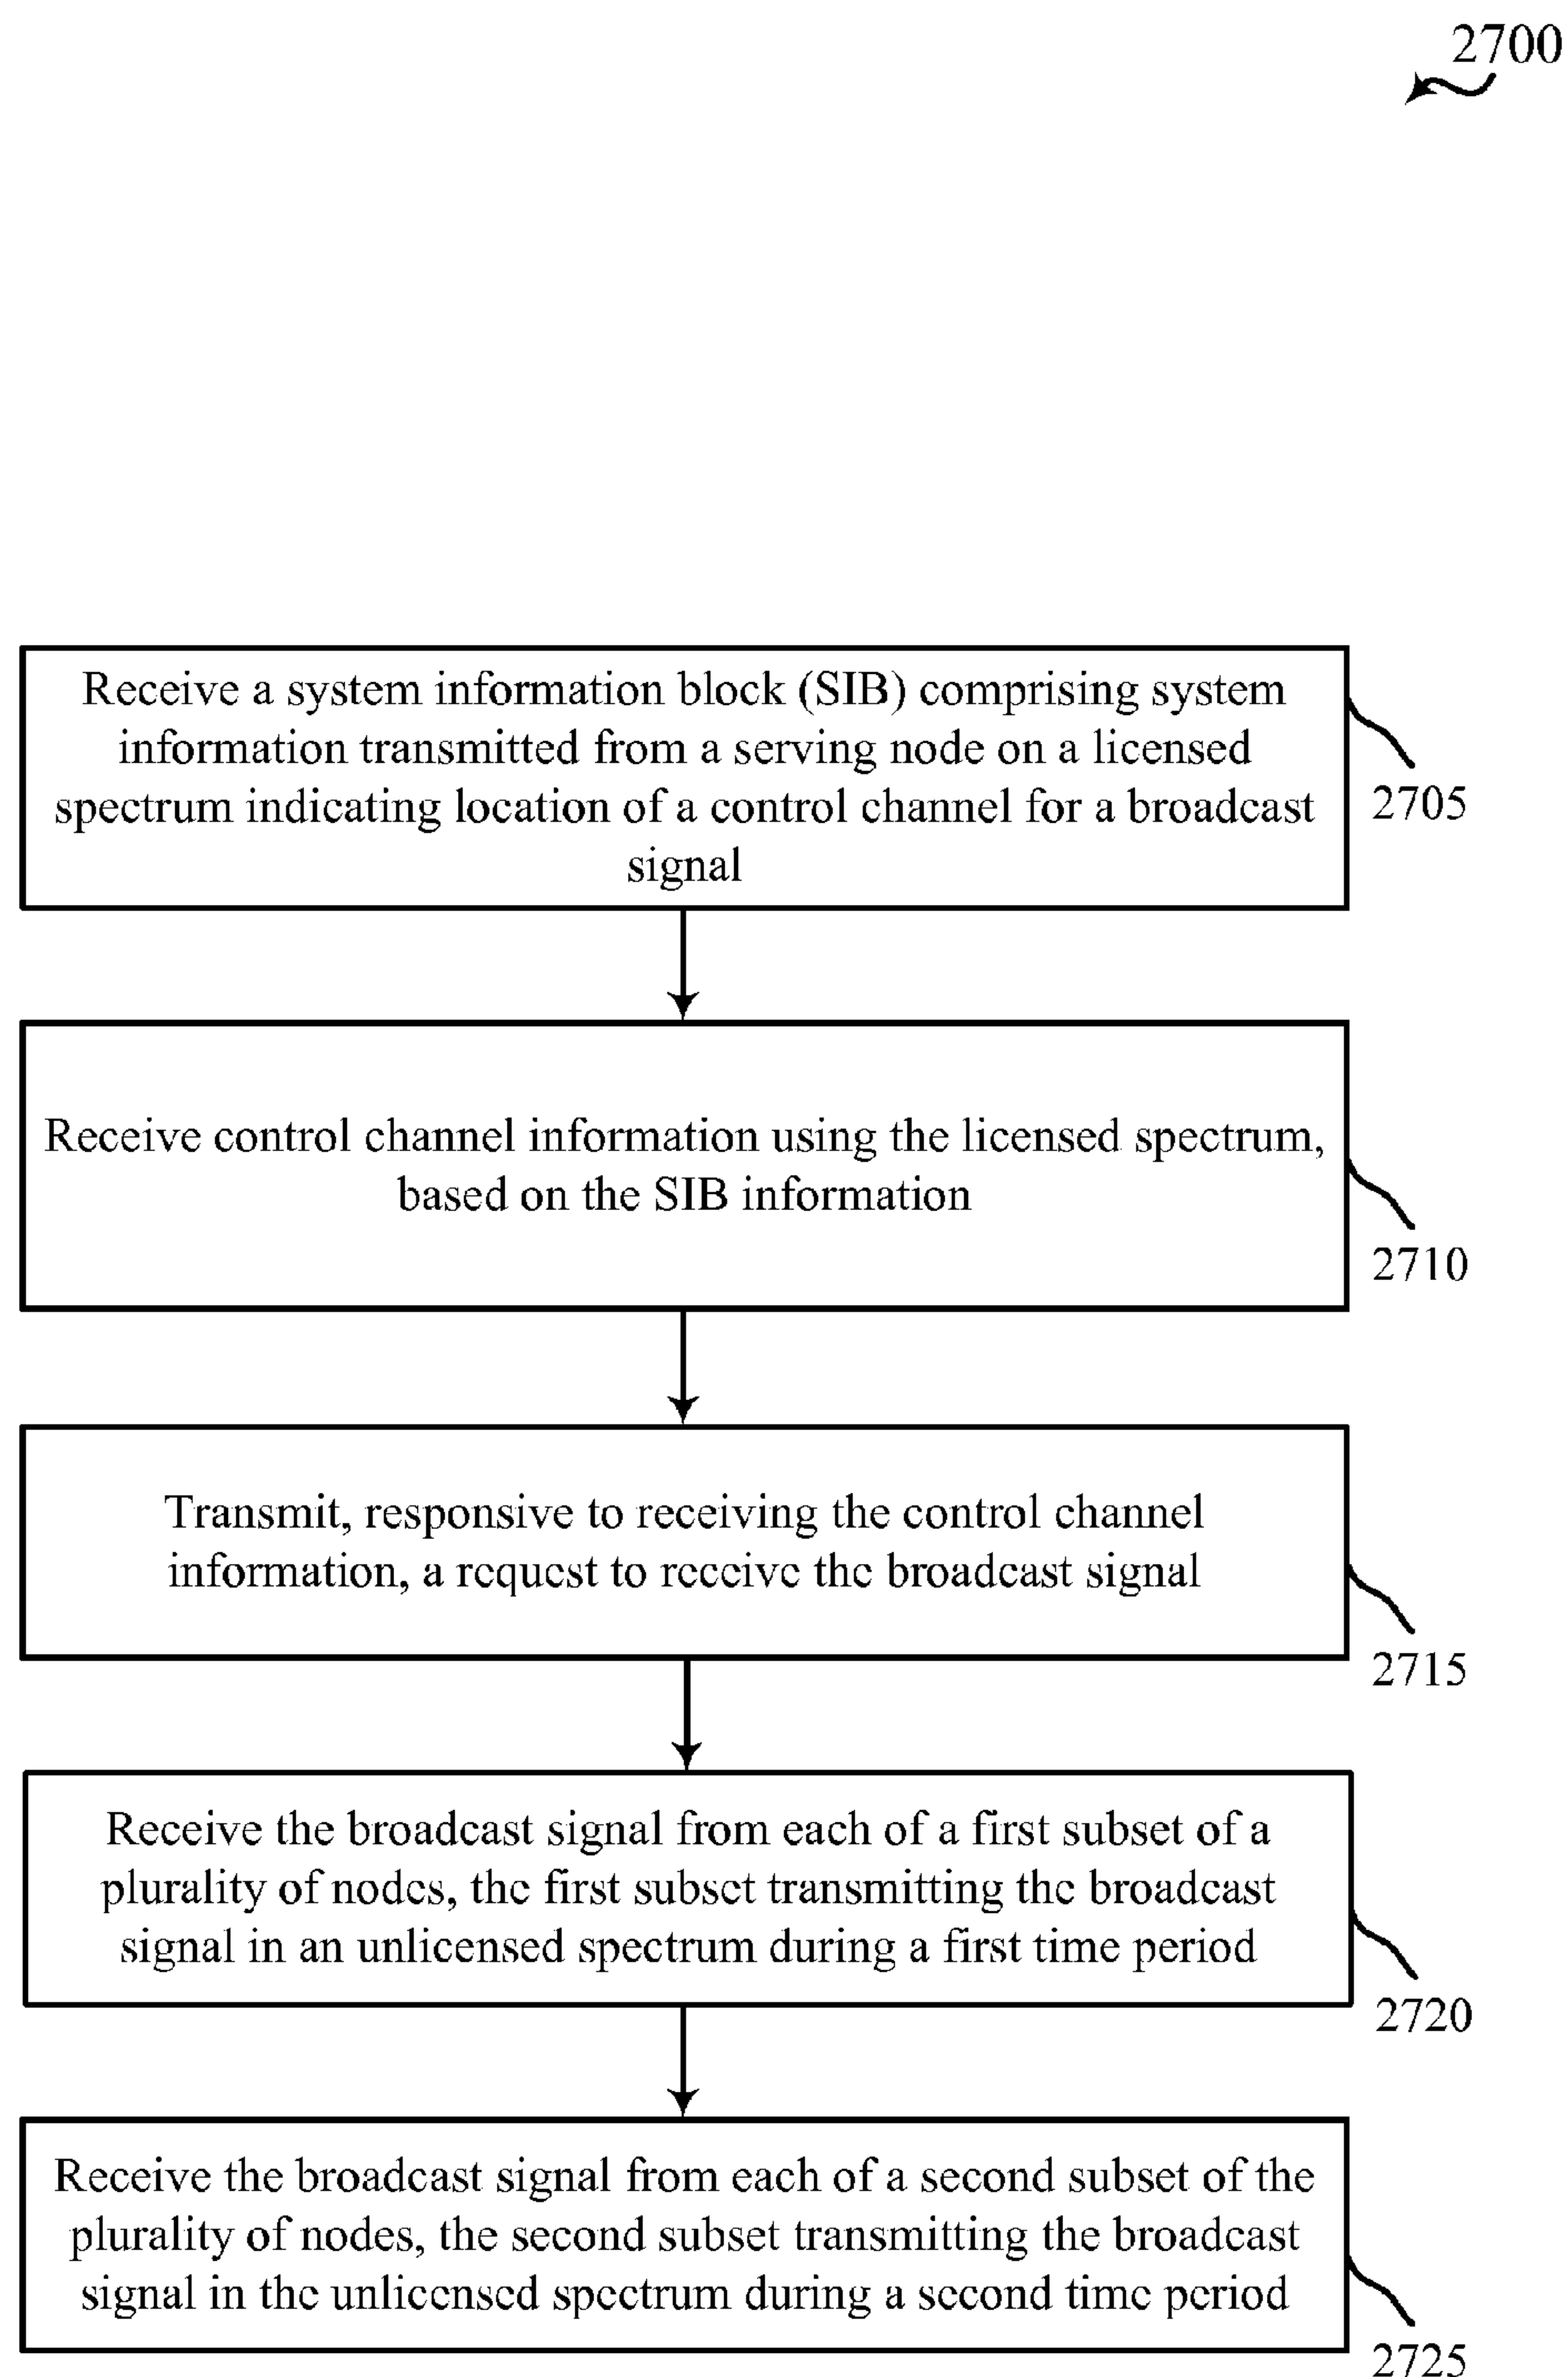 2700
Receive a system information block (SIB) comprising system
information transmitted from a serving node on a licensed
spectrum indicating location of a control channel for a broadcast
signal
2705
Receive control channel information using the licensed spectrum,
based on the SIB information
2710
Transmit, responsive to receiving the control channel
information, a request to receive the broadcast signal
2715
Receive the broadcast signal from each of a first subset of a
plurality of nodes, the first subset transmitting the broadcast
signal in an unlicensed spectrum during a first time period
2720
Receive the broadcast signal from each of a second subset of the
plurality of nodes, the second subset transmitting the broadcast
signal in the unlicensed spectrum during a second time period
2725